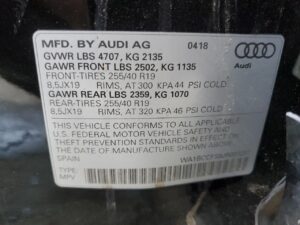 MFD. BY AUDI AG 0418
GVWR LBS 4707, KG 2135
GAWR FRONT LBS 2502, KG 1135
FRONT-TIRES 255/40 R19
8,5JX19 RIMS, AT 300 KPA 44 PSI COLD
GAWR REAR LBS 2359, KG 1070
REAR-TIRES 255/40 R19
8,5JX19 RIMS, AT 320 KPA 46 PSI COLD
Audi
THIS VEHICLE CONFORMS TO ALL APPLICABLE
U.S. FEDERAL MOTOR VEHICLE SAFETY AND
THEFT PREVENTION STANDARDS IN EFFECT
ON THE DATE OF MANUFACTURE SHOWN ABOVE
SPAIN
TYPE:
MPV